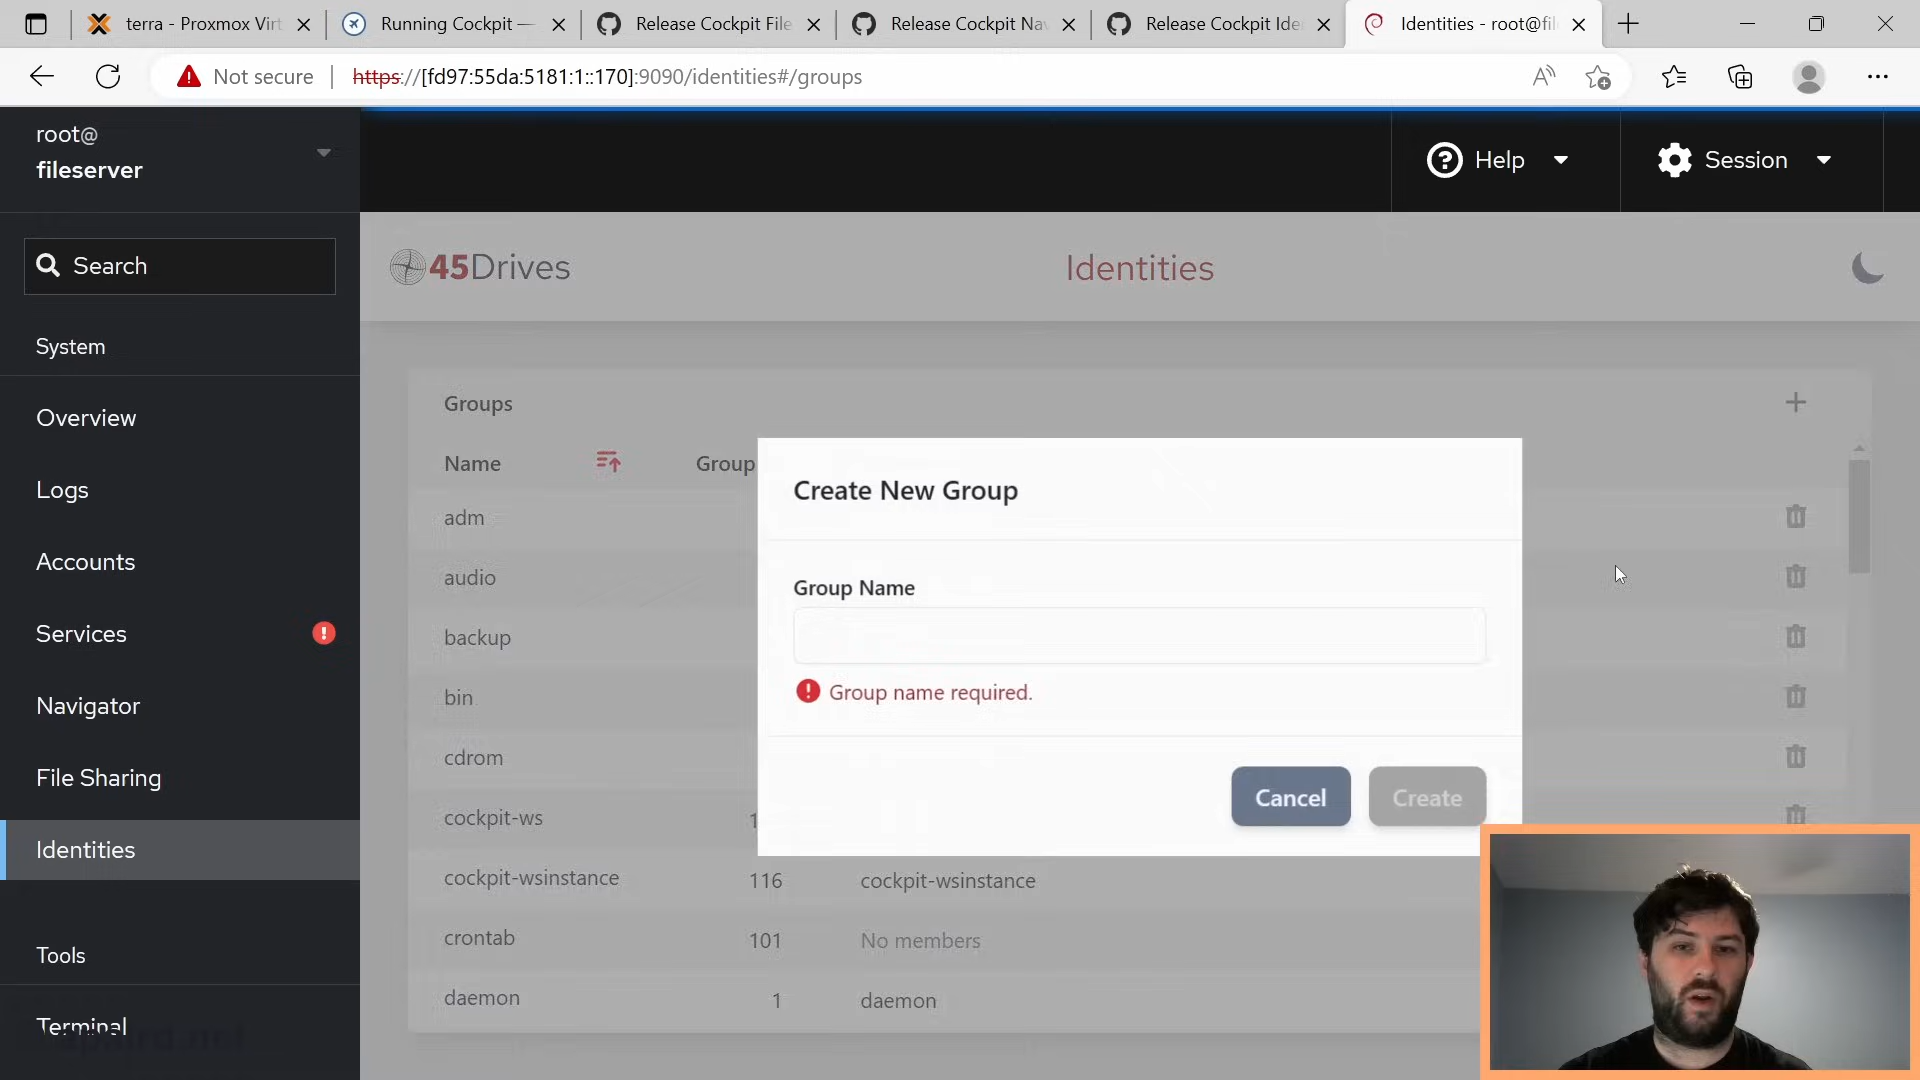 terra - Proxmox Virt
Running Cockpit —
Release Cockpit File
Release Cockpit Nav
Release Cockpit Ide
Identities - root@fil
Not secure
https://[fd97:55da:5181:1::170]:9090/identities#/groups
root@
fileserver
Help
Session
Search
45Drives
Identities
System
Overview
Logs
Accounts
Services
Navigator
File Sharing
Identities
Tools
Terminal
Groups
Name
Group
adm
audio
backup
bin
cdrom
cockpit-ws
1
cockpit-wsinstance
116
cockpit-wsinstance
crontab
101
No members
daemon
1
daemon
Create New Group
Group Name
Group name required.
Cancel
Create